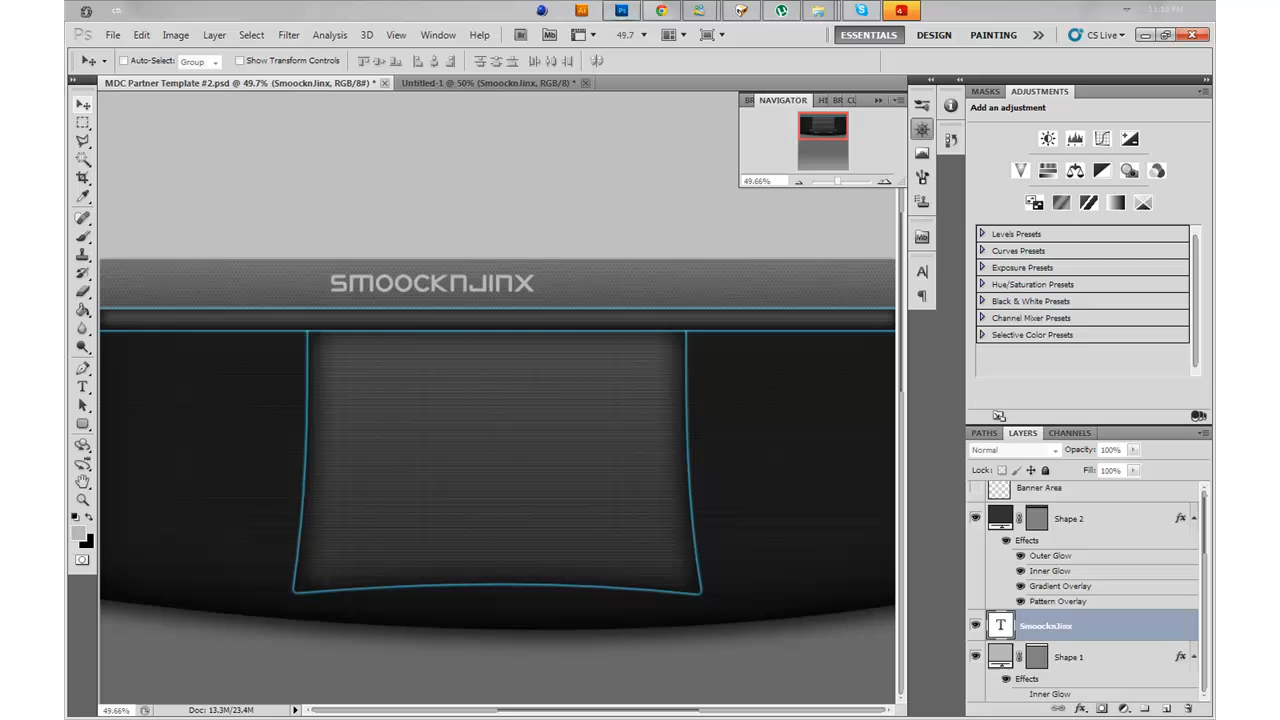 Ps File Edit Image Layer Select Filter Analysis 3D View Window Help Br Mb 49.7 ESSENTIALS DESIGN PAINTING CS Live
Auto-Select: Group Show Transform Controls
MDC Partner Template #2.psd @ 49.7% (SmoocknJinx, RGB/8#) * Untitled-1 @ 50% (SmoocknJinx, RGB/8) *
NAVIGATOR
49.66%
MASKS ADJUSTMENTS
Add an adjustment
Levels Presets
Curves Presets
Exposure Presets
Hue/Saturation Presets
Black & White Presets
Channel Mixer Presets
Selective Color Presets
SMOOCKNJINX
PATHS LAYERS CHANNELS
Normal Opacity: 100%
Lock: Fill: 100%
Banner Area
Shape 2 fx
Effects
Outer Glow
Inner Glow
Gradient Overlay
Pattern Overlay
T SmoocknJinx
Shape 1 fx
Effects
Inner Glow
49.66% Doc: 13.3M/23.4M